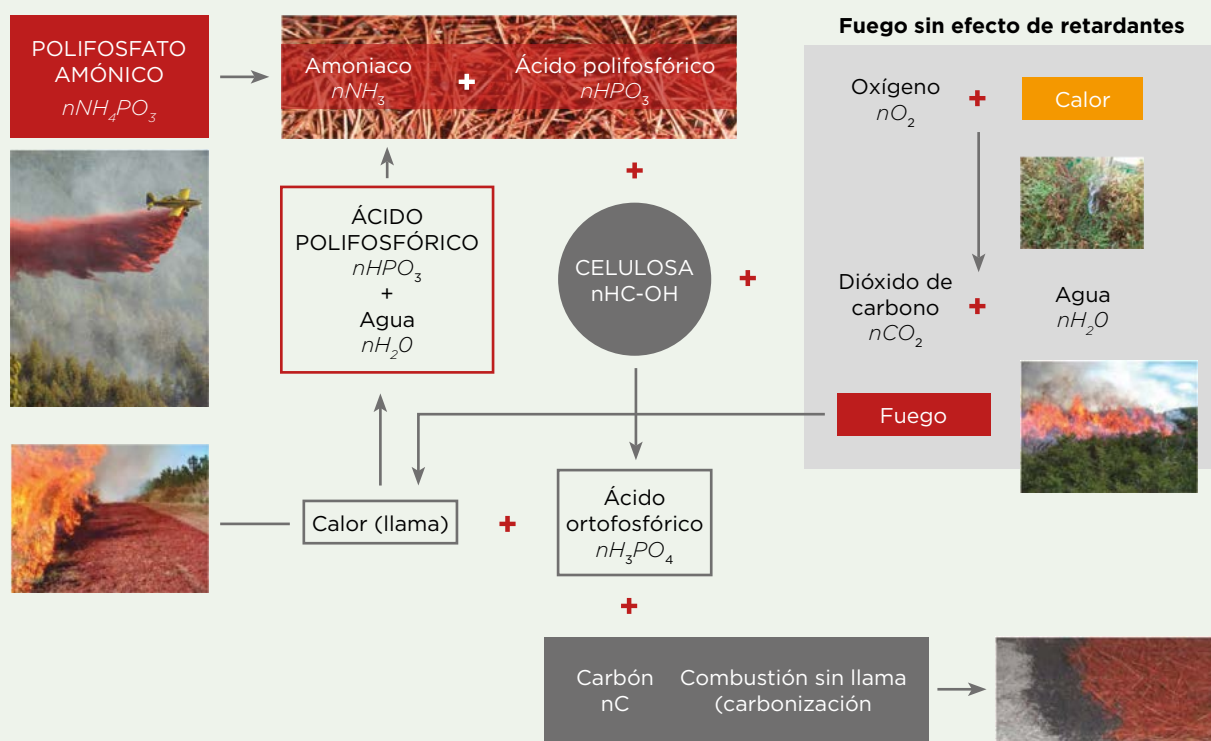 Fuego sin efecto de retardantes
POLIFOSFATO
AMÓNICO
nNH₄PO₃
Amoniaco
nNH₃
+
Ácido polifosfórico
nHPO₃
Oxígeno
nO₂
+
Calor
+
ÁCIDO
POLIFOSFÓRICO
nHPO₃
+
Agua
nH₂0
CELULOSA
nHC-OH
+
Dióxido de
carbono
nCO₂
+
Agua
nH₂0
Fuego
Calor (llama)
+
Ácido
ortofosfórico
nH₃PO₄
+
Carbón
nC
Combustión sin llama
(carbonización